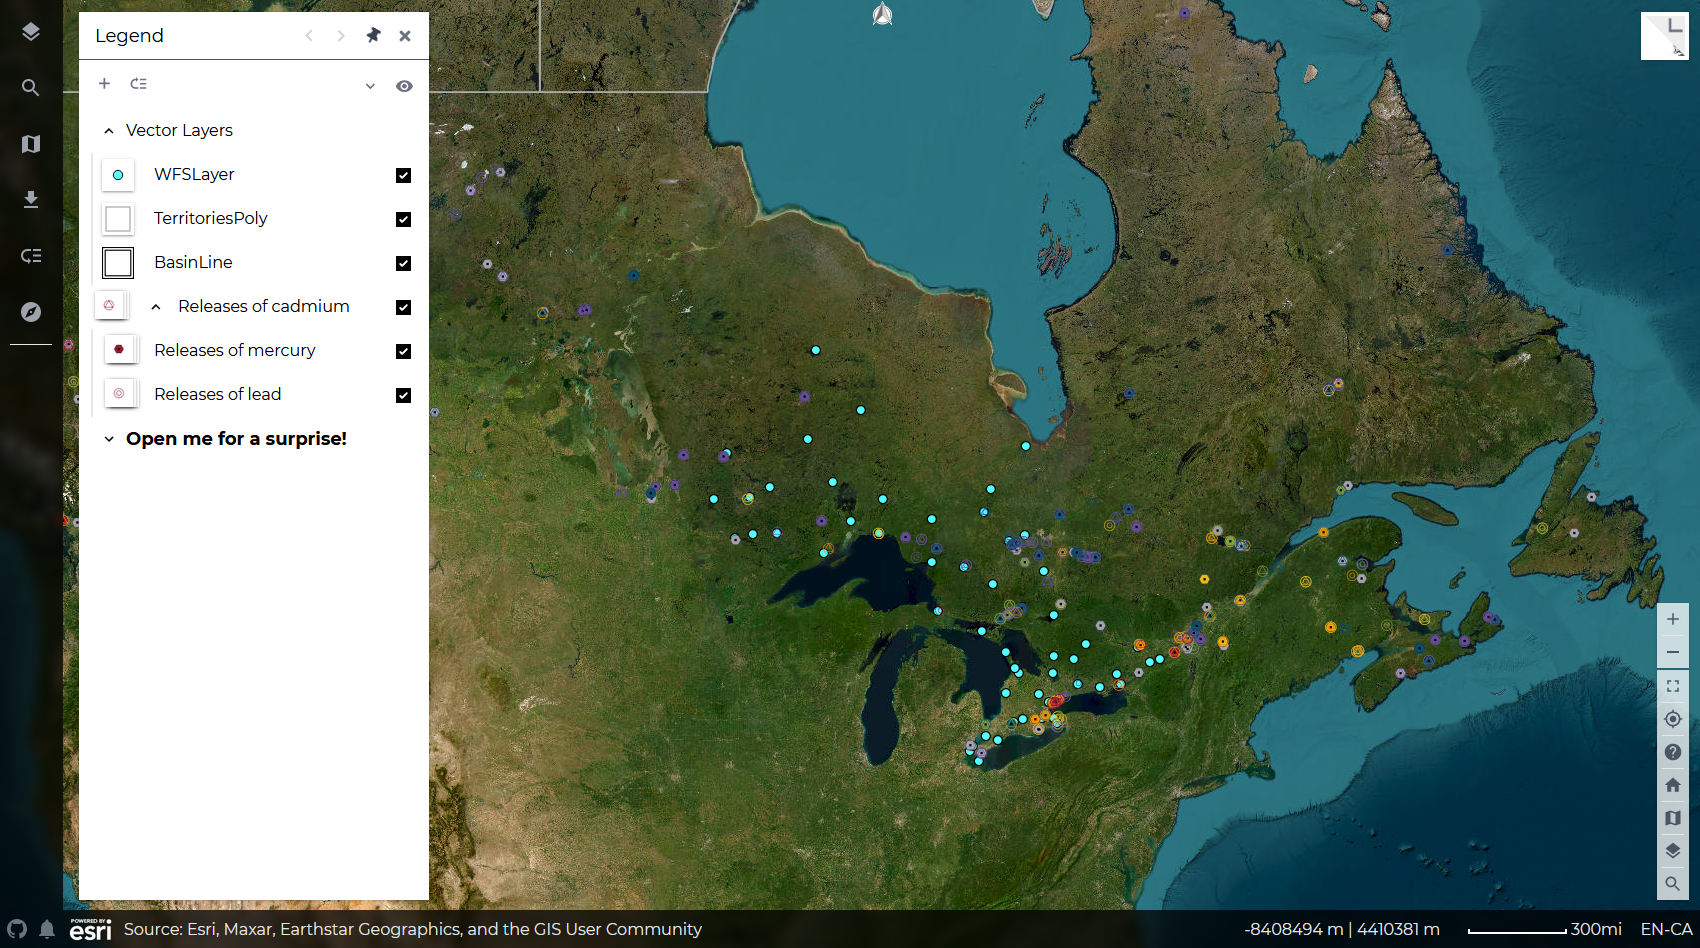 Legend
Vector Layers
WFSLayer
TerritoriesPoly
BasinLine
Releases of cadmium
Releases of mercury
Releases of lead
Open me for a surprise!
POWERED BY
esri
Source: Esri, Maxar, Earthstar Geographics, and the GIS User Community
-8408494 m | 4410381 m
300mi
EN-CA